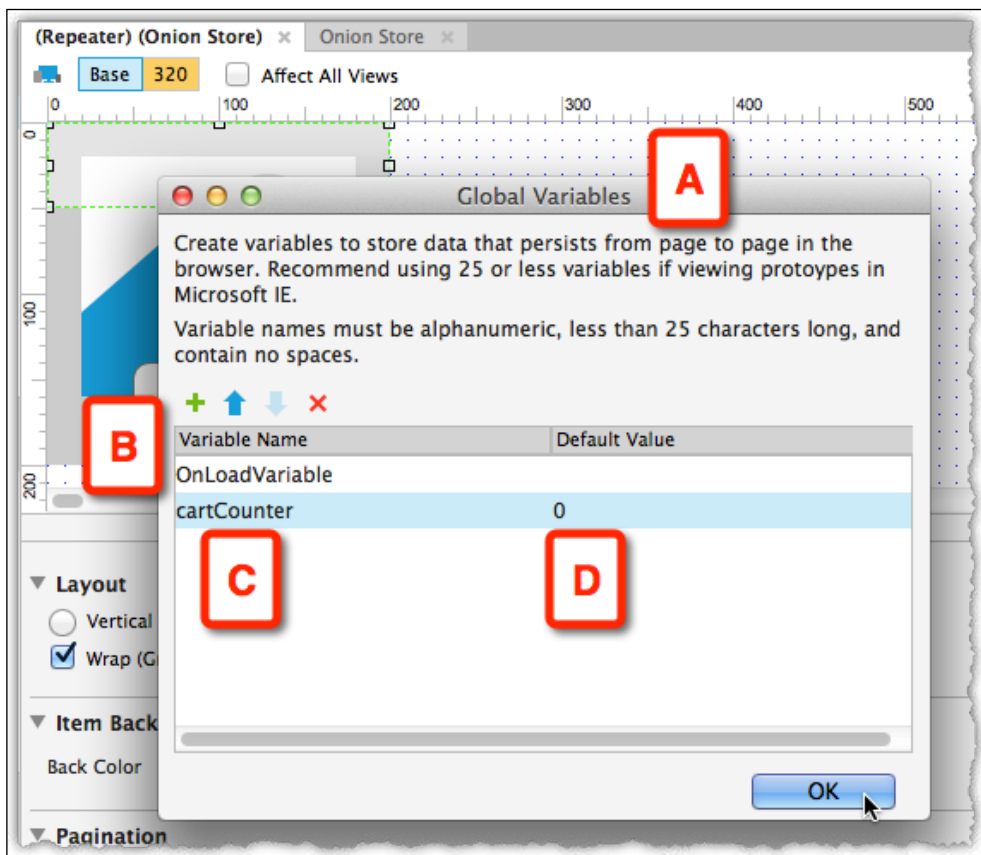 (Repeater) (Onion Store) × Onion Store ×
Base 320 Affect All Views
0 100 200 300 400 500
0
100
200
A
Global Variables
Create variables to store data that persists from page to page in the
browser. Recommend using 25 or less variables if viewing protoypes in
Microsoft IE.
Variable names must be alphanumeric, less than 25 characters long, and
contain no spaces.
B
Variable Name Default Value
OnLoadVariable
cartCounter 0
C D
Layout
Vertical
Wrap
Item Back
Back Color
OK
Pagination